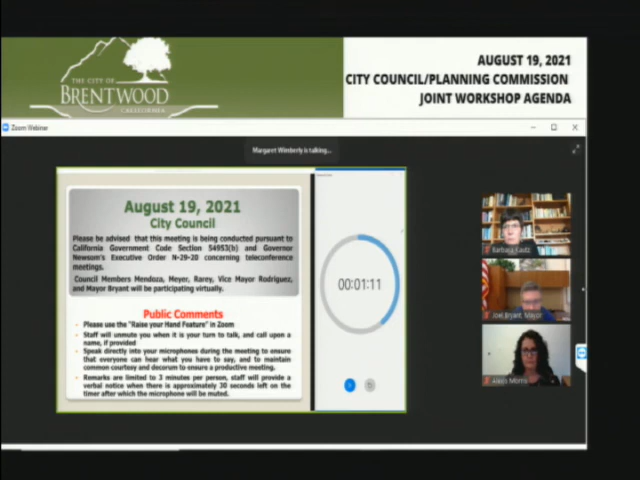 THE CITY OF
BRENTWOOD
CALIFORNIA
AUGUST 19, 2021
CITY COUNCIL/PLANNING COMMISSION
JOINT WORKSHOP AGENDA
Zoom Webinar
Margaret Wimberly is talking...
August 19, 2021
City Council
Please be advised that this meeting is being conducted pursuant to
California Government Code Section 54953(b) and Governor
Newsom's Executive Order N-29-20 concerning teleconference
meetings.
Council Members Mendoza, Meyer, Rarey, Vice Mayor Rodriguez,
and Mayor Bryant will be participating virtually.
Public Comments
• Please use the "Raise your Hand Feature" in Zoom
• Staff will unmute you when it is your turn to talk, and call upon a
name, if provided
• Speak directly into your microphones during the meeting to ensure
that everyone can hear what you have to say, and to maintain
common courtesy and decorum to ensure a productive meeting.
• Remarks are limited to 3 minutes per person, staff will provide a
verbal notice when there is approximately 30 seconds left on the
timer after which the microphone will be muted.
00:01:11
Barbara Kautz
Joel Bryant, Mayor
Alexis Morris